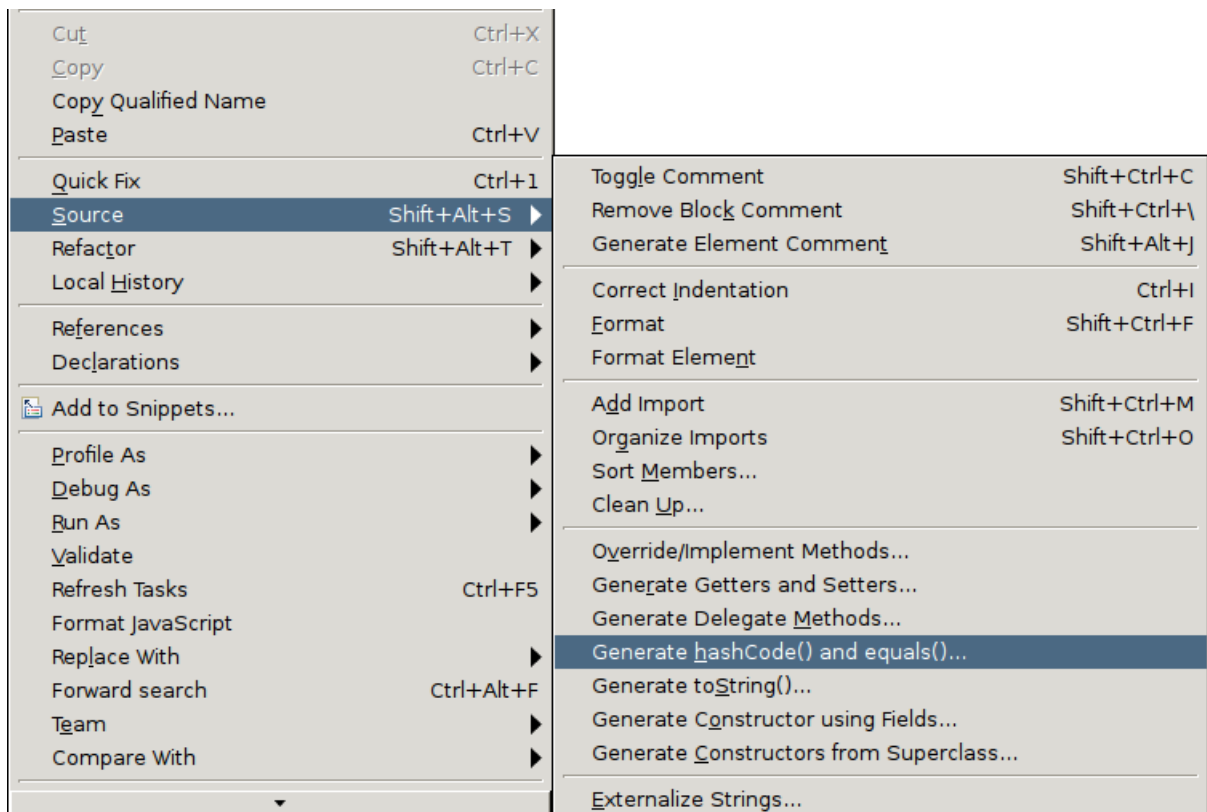 Cut Ctrl+X
Copy Ctrl+C
Copy Qualified Name
Paste Ctrl+V
Quick Fix Ctrl+1
Source Shift+Alt+S
Refactor Shift+Alt+T
Local History
References
Declarations
Add to Snippets...
Profile As
Debug As
Run As
Validate
Refresh Tasks Ctrl+F5
Format JavaScript
Replace With
Forward search Ctrl+Alt+F
Team
Compare With
Toggle Comment Shift+Ctrl+C
Remove Block Comment Shift+Ctrl+\
Generate Element Comment Shift+Alt+J
Correct Indentation Ctrl+I
Format Shift+Ctrl+F
Format Element
Add Import Shift+Ctrl+M
Organize Imports Shift+Ctrl+O
Sort Members...
Clean Up...
Override/Implement Methods...
Generate Getters and Setters...
Generate Delegate Methods...
Generate hashCode() and equals()...
Generate toString()...
Generate Constructor using Fields...
Generate Constructors from Superclass...
Externalize Strings...